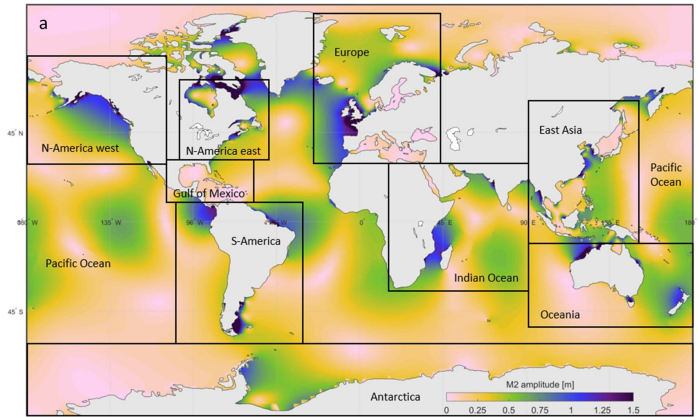 a
Europe
N-America west
N-America east
East Asia
Gulf of Mexico
Pacific
Ocean
45° N
135° W
90° W
0
90° E
S-America
Pacific Ocean
Indian Ocean
Oceania
45° S
M2 amplitude [m]
Antarctica
0 0.25 0.5 0.75 1 1.25 1.5